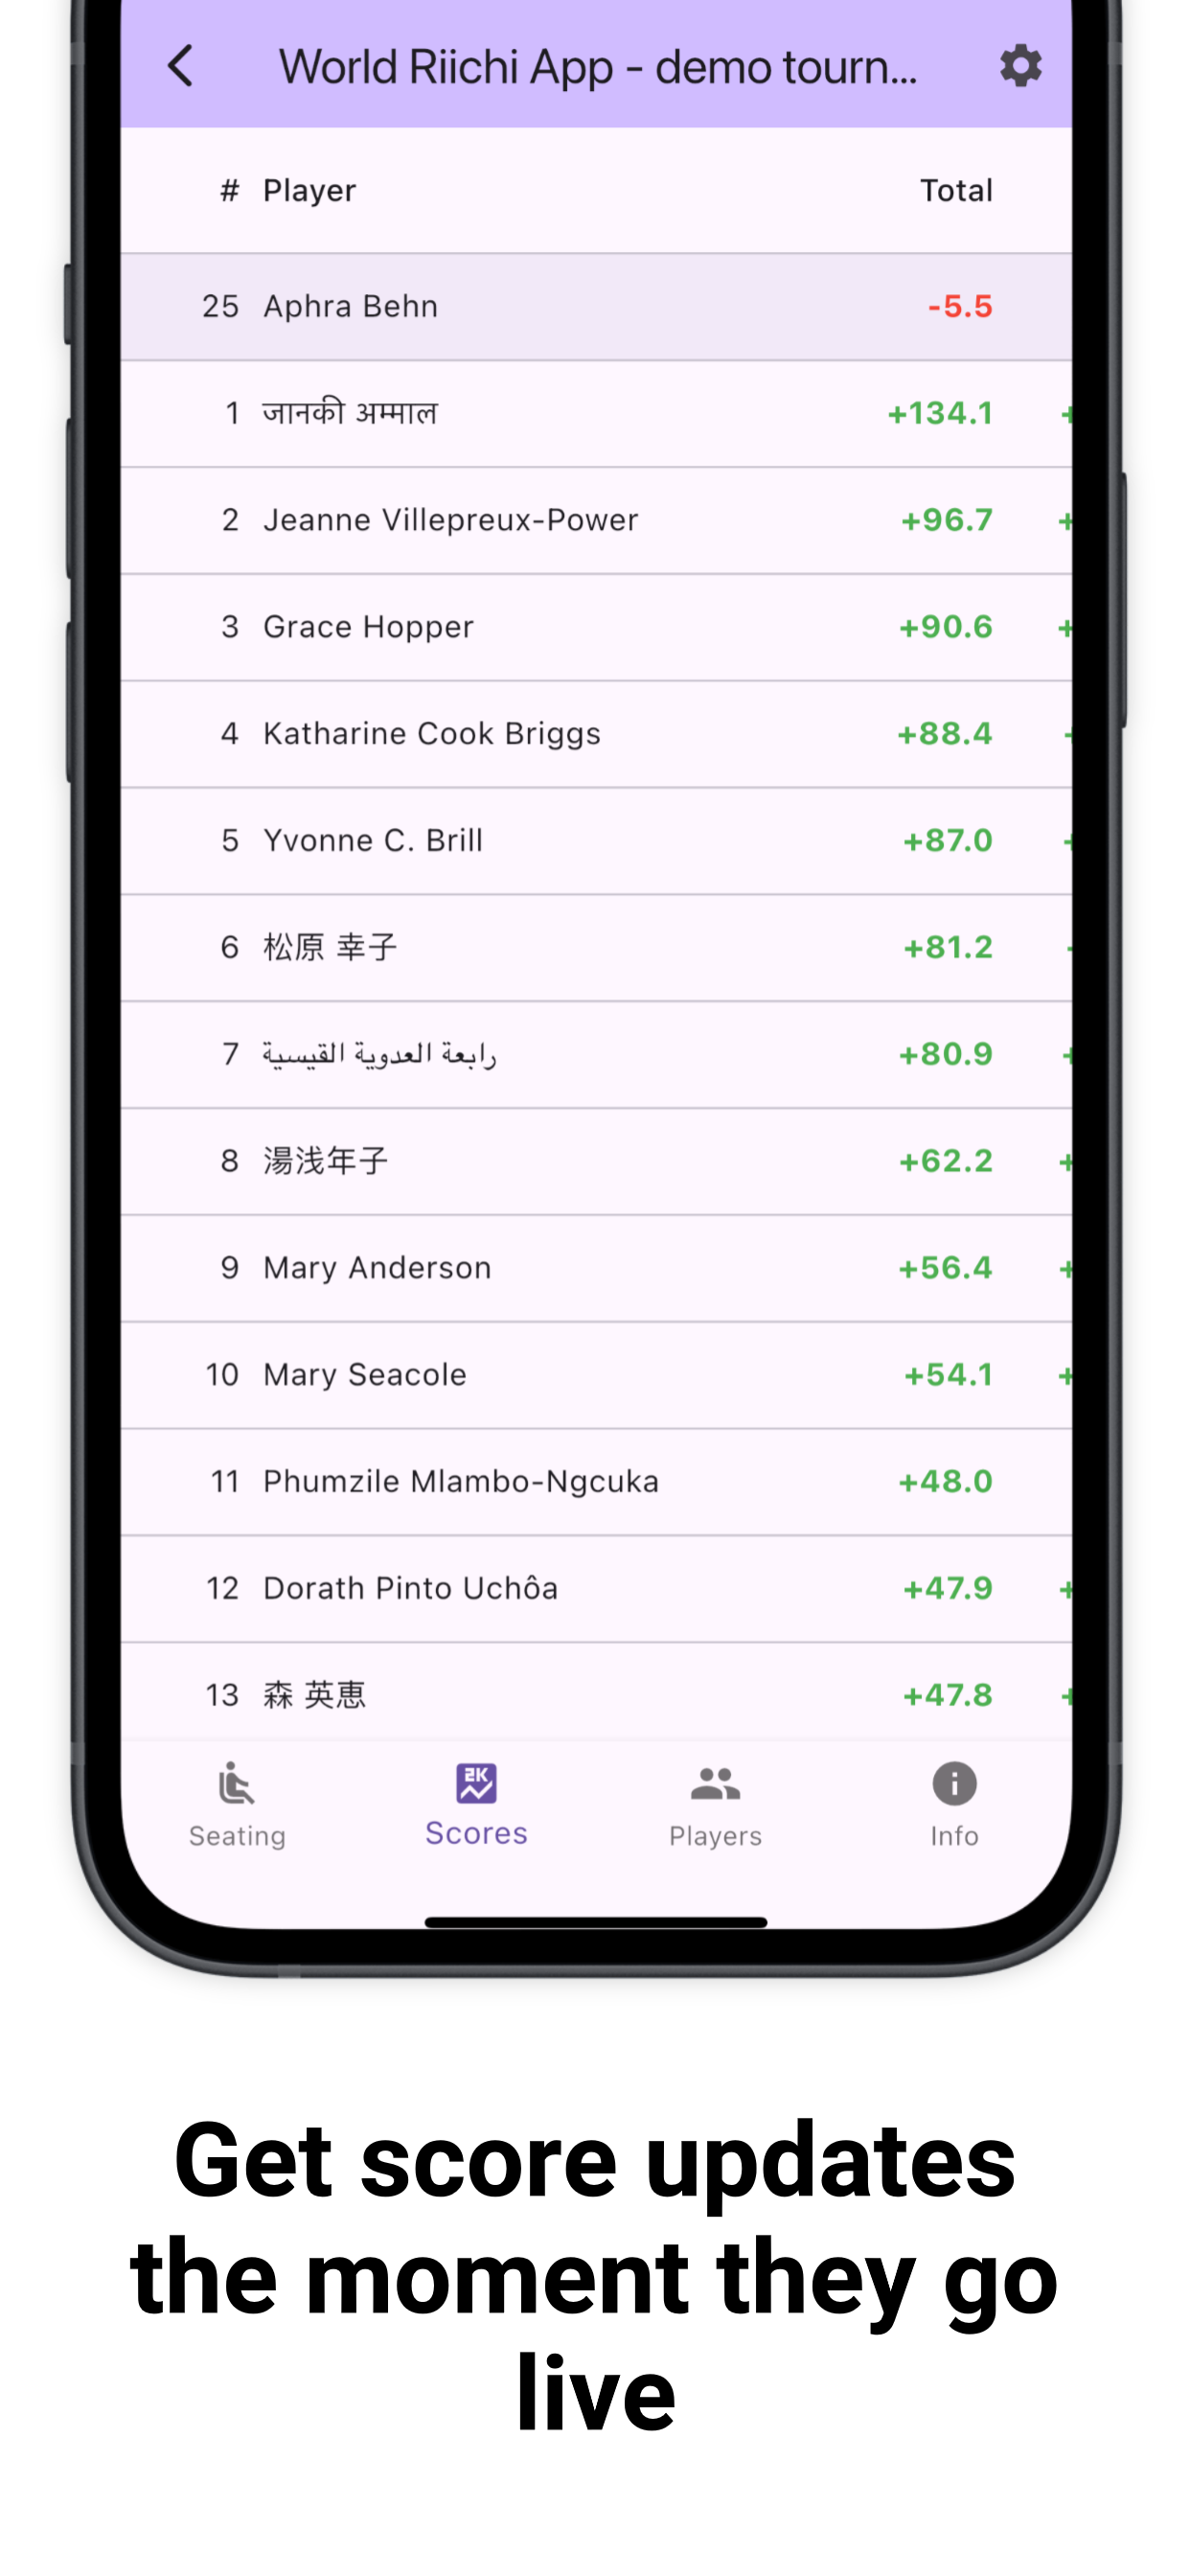 World Riichi App - demo tourn...
# Player Total
25 Aphra Behn -5.5
1 जानकी अम्माल +134.1 +
2 Jeanne Villepreux-Power +96.7 +
3 Grace Hopper +90.6 +
4 Katharine Cook Briggs +88.4
5 Yvonne C. Brill +87.0
6 松原 幸子 +81.2
7 رابعة العدوية القيسية +80.9
8 湯浅年子 +62.2 +
9 Mary Anderson +56.4 +
10 Mary Seacole +54.1 +
11 Phumzile Mlambo-Ngcuka +48.0
12 Dorath Pinto Uchôa +47.9 +
13 森 英恵 +47.8
Seating Scores Players Info
Get score updates
the moment they go
live